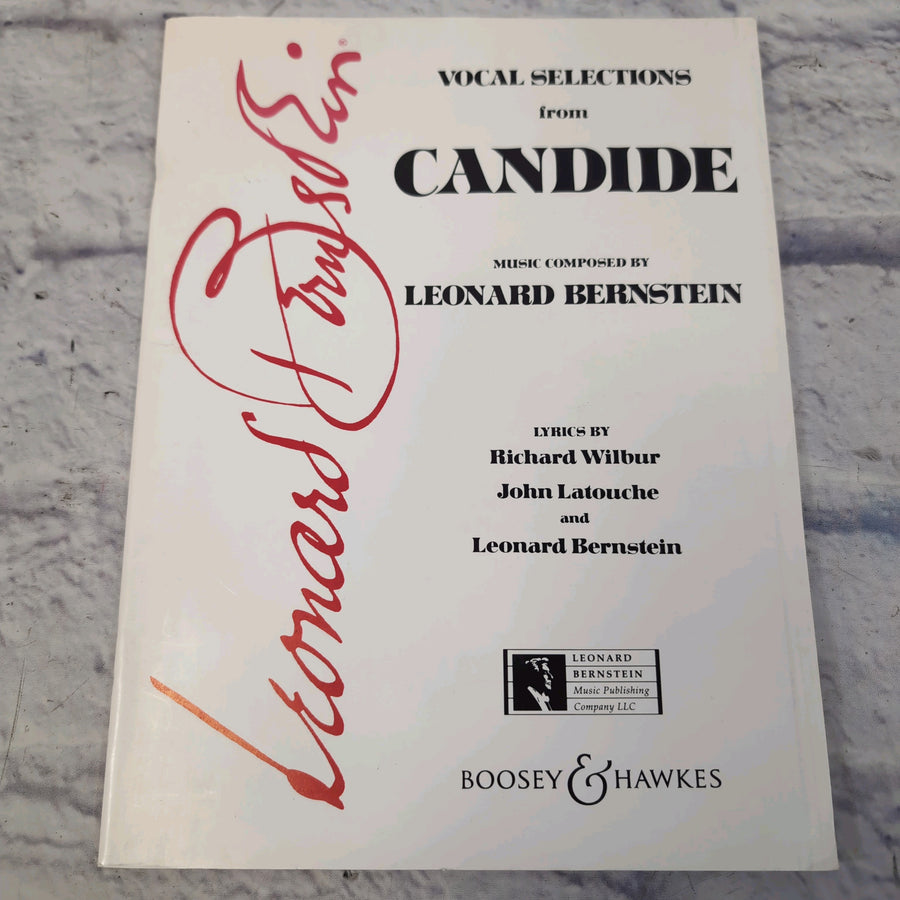 Leonard Bernstein®
VOCAL SELECTIONS
from
CANDIDE
MUSIC COMPOSED BY
LEONARD BERNSTEIN
LYRICS BY
Richard Wilbur
John Latouche
and
Leonard Bernstein
LEONARD
BERNSTEIN
Music Publishing
Company LLC
BOOSEY & HAWKES